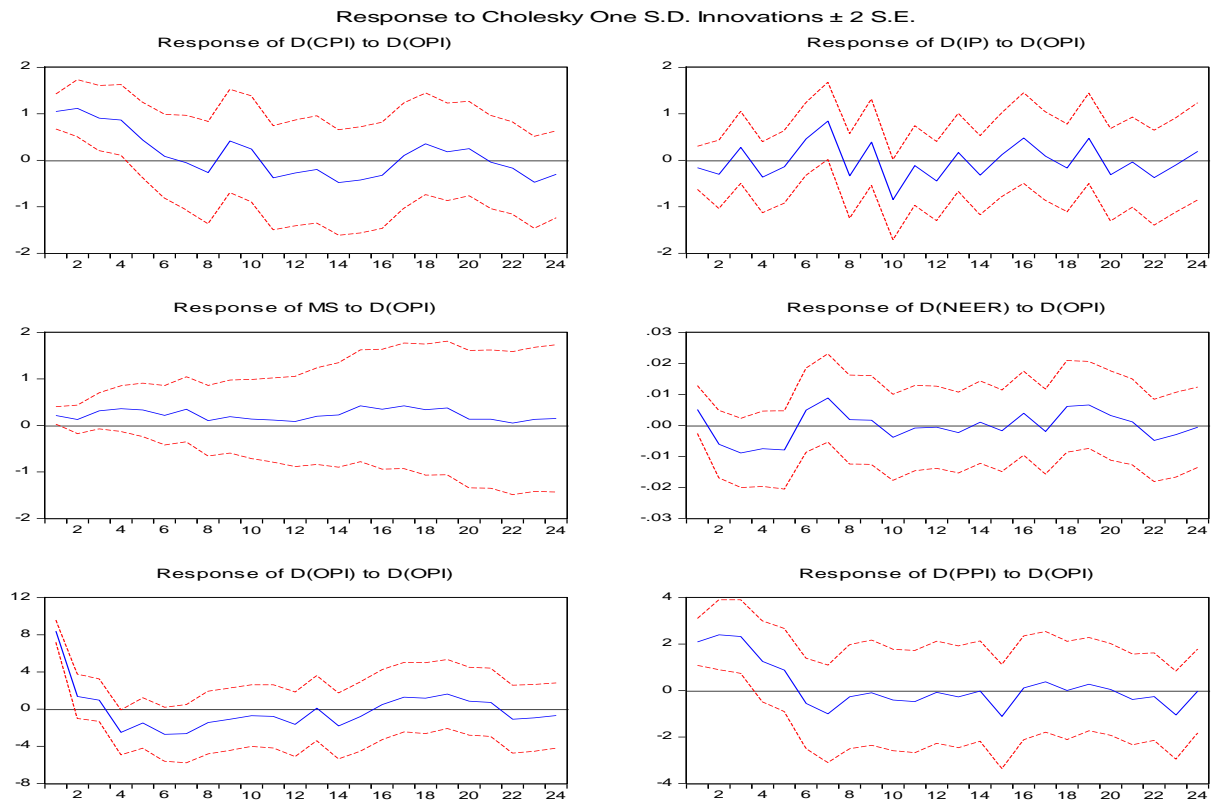 Response to Cholesky One S.D. Innovations ± 2 S.E.
Response of D(CPI) to D(OPI)
2
1
0
-1
-2
2 4 6 8 10 12 14 16 18 20 22 24
Response of D(IP) to D(OPI)
2
1
0
-1
-2
2 4 6 8 10 12 14 16 18 20 22 24
Response of MS to D(OPI)
2
1
0
-1
-2
2 4 6 8 10 12 14 16 18 20 22 24
Response of D(NEER) to D(OPI)
.03
.02
.01
.00
-.01
-.02
-.03
2 4 6 8 10 12 14 16 18 20 22 24
Response of D(OPI) to D(OPI)
12
8
4
0
-4
-8
2 4 6 8 10 12 14 16 18 20 22 24
Response of D(PPI) to D(OPI)
4
2
0
-2
-4
2 4 6 8 10 12 14 16 18 20 22 24